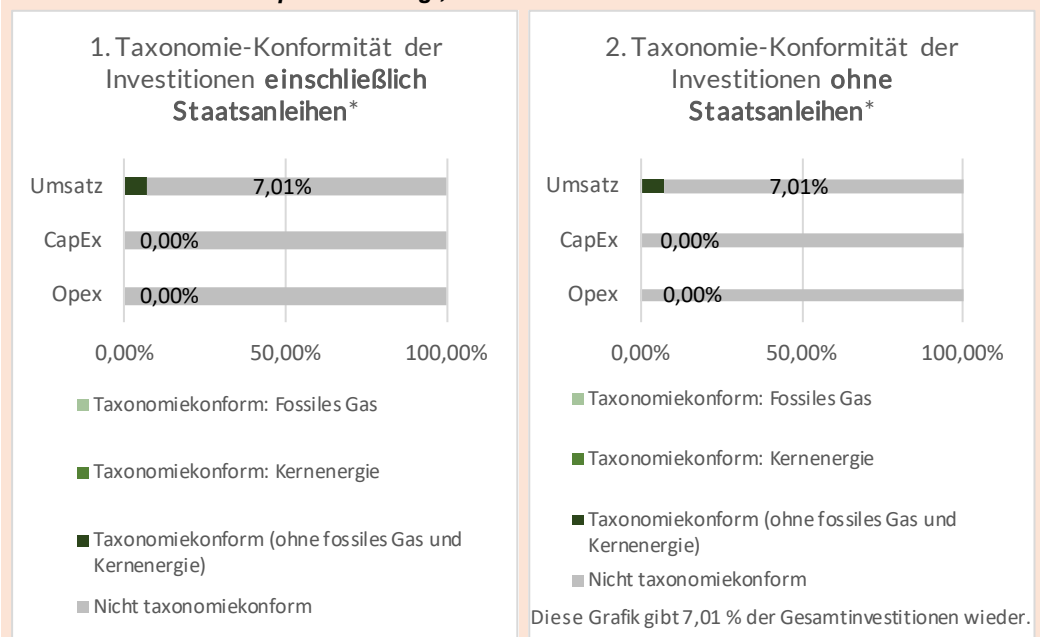 1. Taxonomie-Konformität der
Investitionen einschließlich
Staatsanleihen*
Umsatz
7,01%
CapEx
0,00%
Opex
0,00%
0,00%
50,00%
100,00%
Taxonomiekonform: Fossiles Gas
Taxonomiekonform: Kernenergie
Taxonomiekonform (ohne fossiles Gas und
Kernenergie)
Nicht taxonomiekonform
2. Taxonomie-Konformität der
Investitionen ohne
Staatsanleihen*
Umsatz
7,01%
CapEx
0,00%
Opex
0,00%
0,00%
50,00%
100,00%
Taxonomiekonform: Fossiles Gas
Taxonomiekonform: Kernenergie
Taxonomiekonform (ohne fossiles Gas und
Kernenergie)
Nicht taxonomiekonform
Diese Grafik gibt 7,01 % der Gesamtinvestitionen wieder.